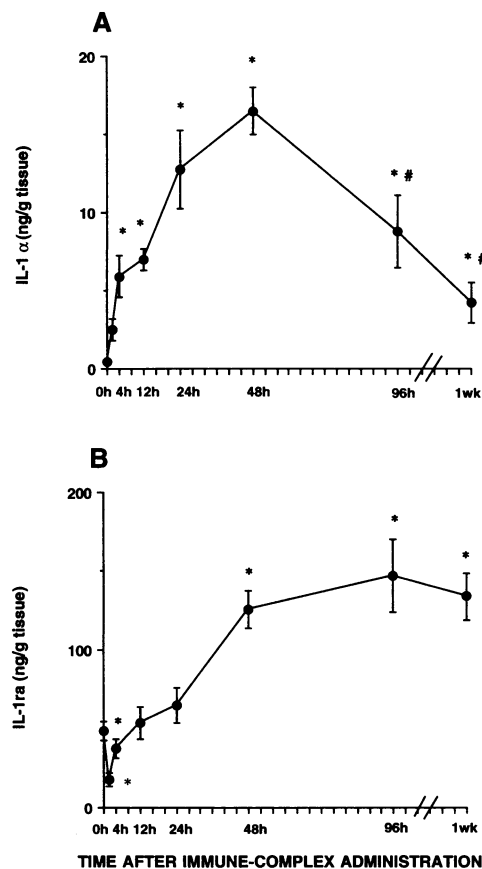 A
20
*
*
* #
* *
10
* #
IL-1 α (ng/g tissue)
0
0h 4h 12h 24h 48h 96h 1wk
B
200
*
*
*
100
*
*
IL-1ra (ng/g tissue)
0
0h 4h 12h 24h 48h 96h 1wk
TIME AFTER IMMUNE-COMPLEX ADMINISTRATION